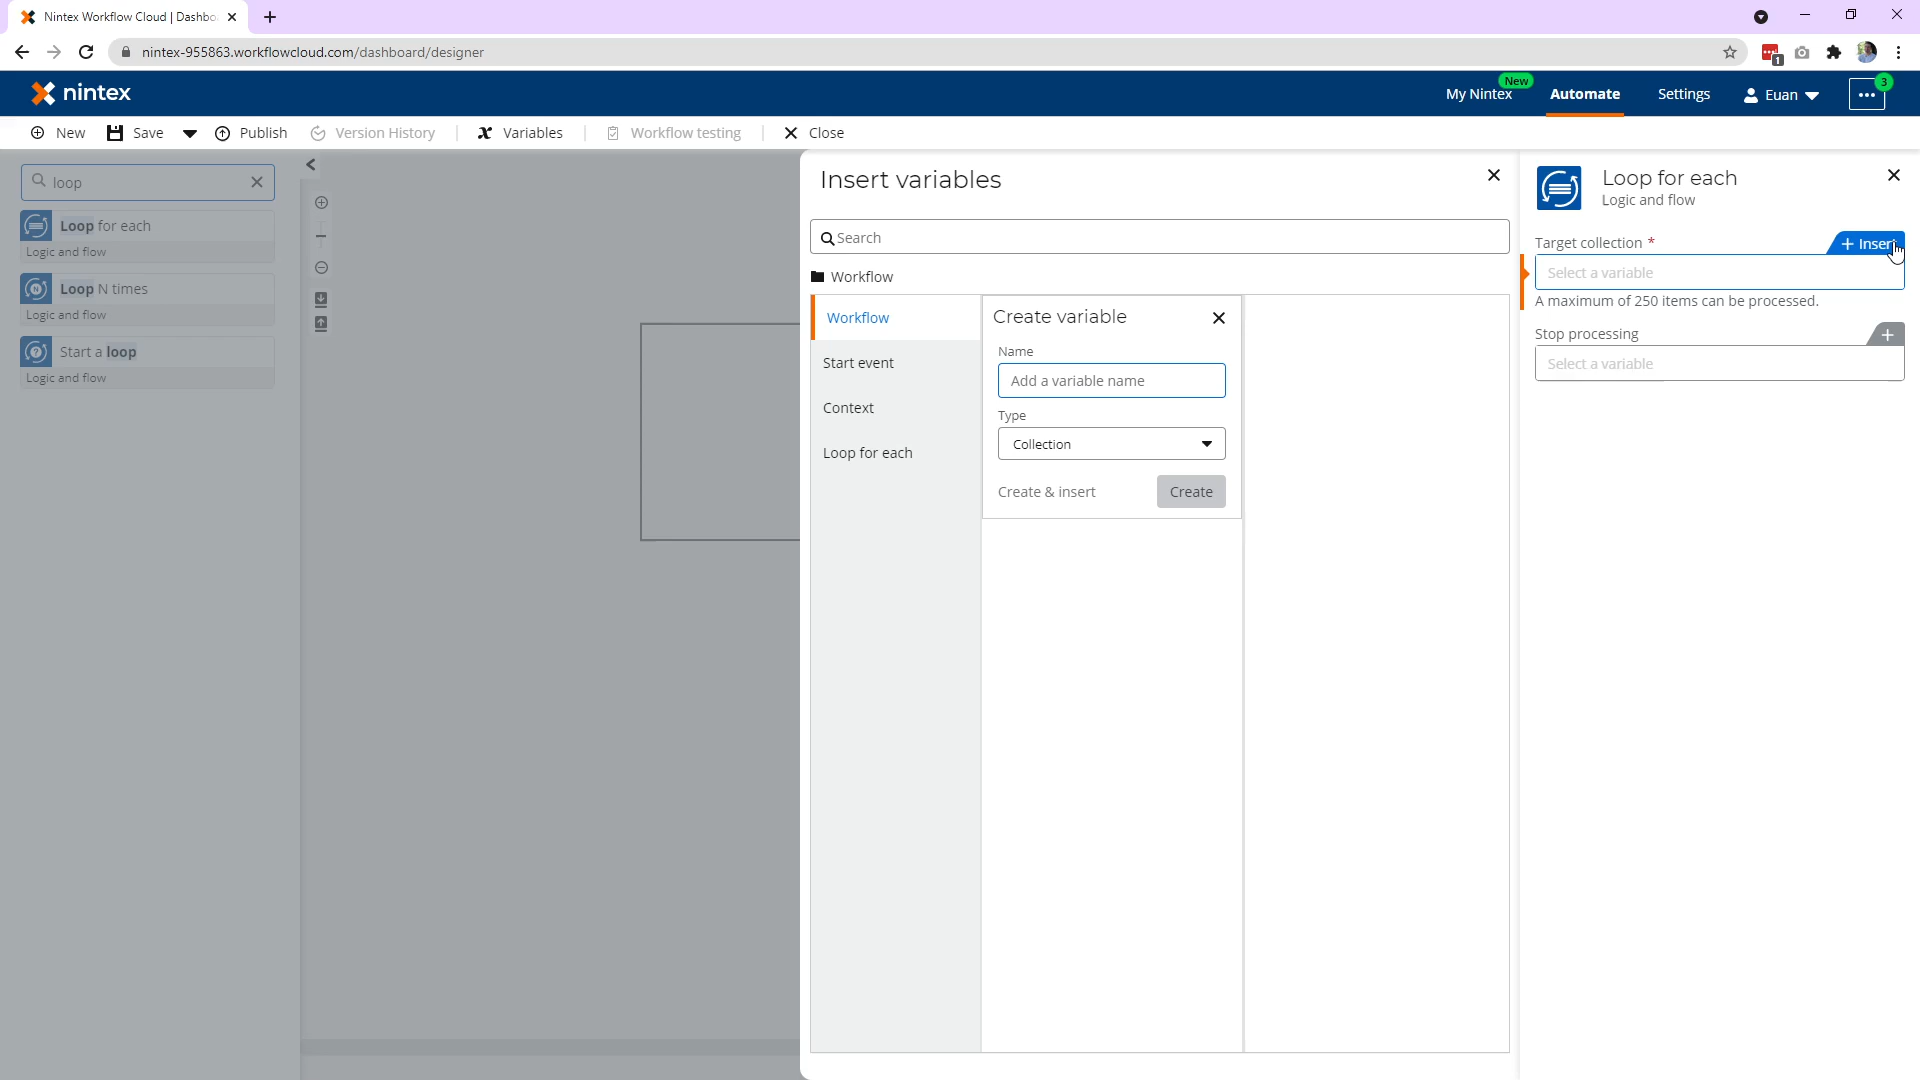 Nintex Workflow Cloud | Dashbo
nintex-955863.workflowcloud.com/dashboard/designer
1
nintex
My Nintex
New
Automate
Settings
Euan
3
New
Save
Publish
Version History
Variables
Workflow testing
Close
loop
Loop for each
Logic and flow
Loop N times
Logic and flow
Start a loop
Logic and flow
Insert variables
Search
Workflow
Workflow
Start event
Context
Loop for each
Create variable
Name
Add a variable name
Type
Collection
Create & insert
Create
Loop for each
Logic and flow
Target collection *
Insert
Select a variable
A maximum of 250 items can be processed.
Stop processing
Select a variable